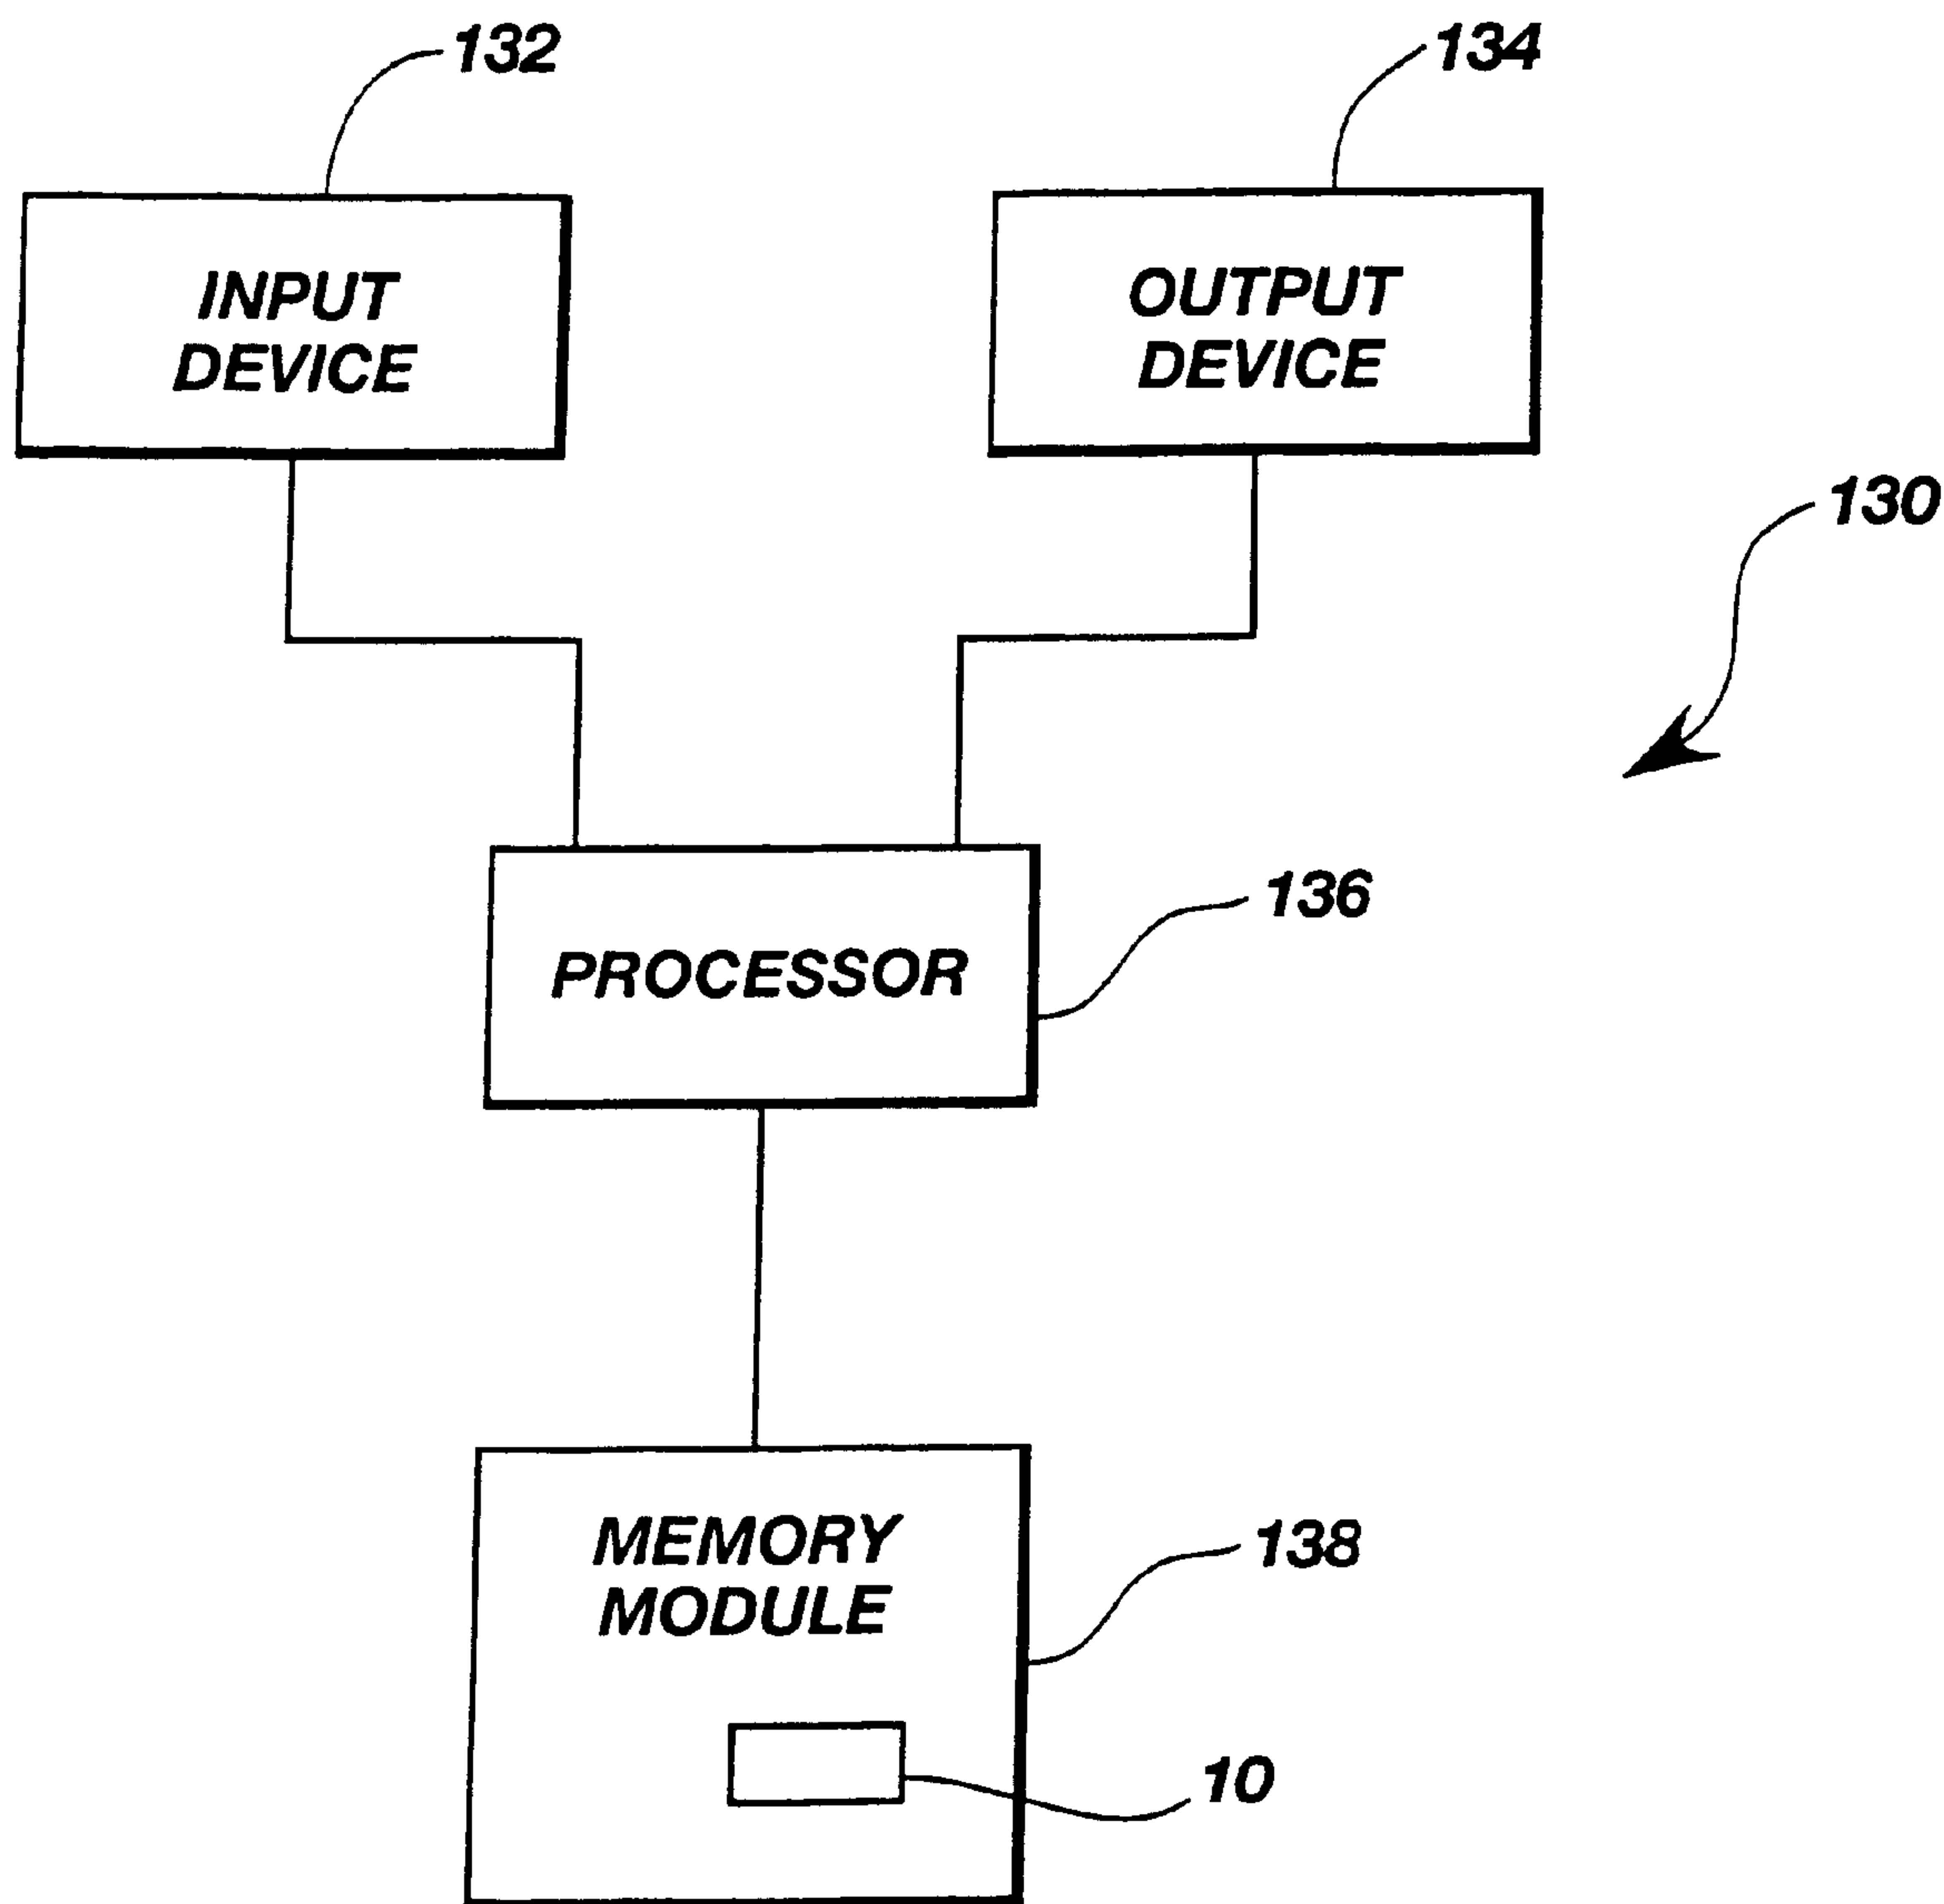 132
134
INPUT
DEVICE
OUTPUT
DEVICE
130
136
PROCESSOR
MEMORY
MODULE
138
10